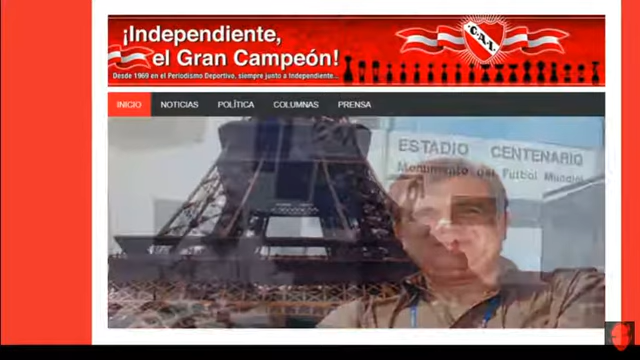 ¡Independiente,
el Gran Campeón!
Desde 1969 en el Periodismo Deportivo, siempre junto a Independiente...
C.A.I.
INICIO NOTICIAS POLÍTICA COLUMNAS PRENSA
ESTADIO CENTENARIO
Monumento del Futbol Mundial